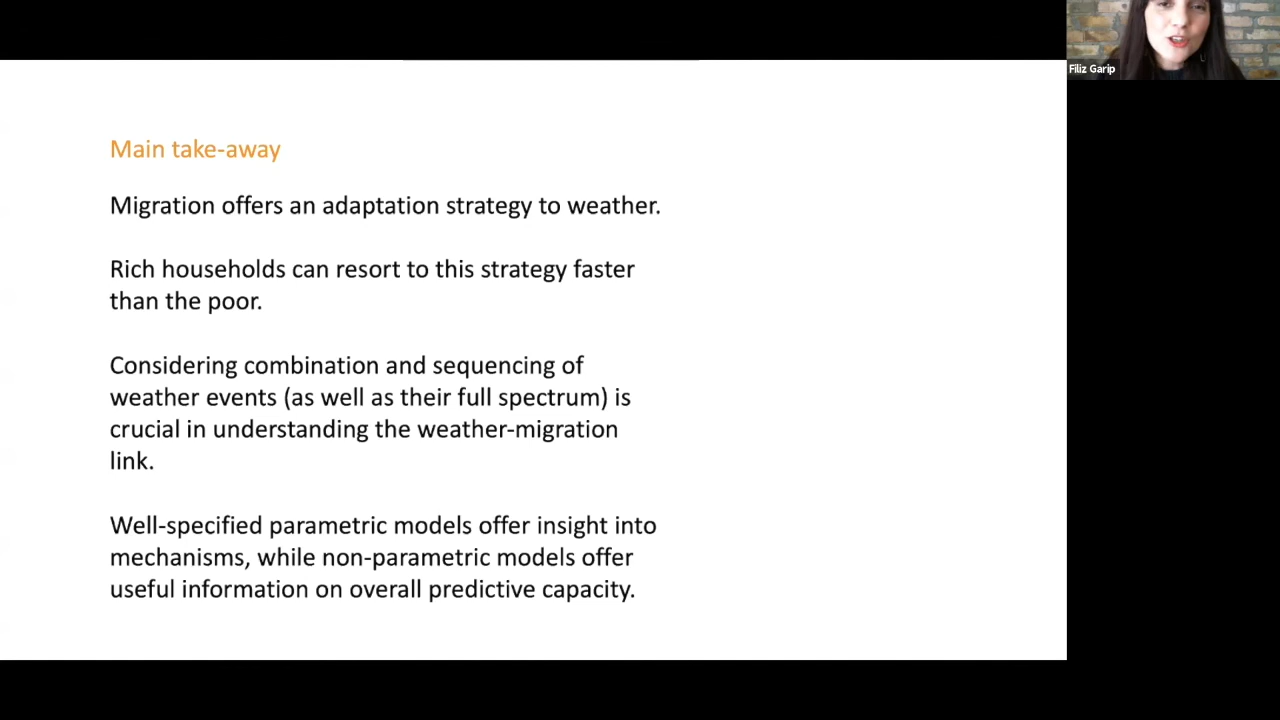 Filiz Garip
Main take-away
Migration offers an adaptation strategy to weather.
Rich households can resort to this strategy faster
than the poor.
Considering combination and sequencing of
weather events (as well as their full spectrum) is
crucial in understanding the weather-migration
link.
Well-specified parametric models offer insight into
mechanisms, while non-parametric models offer
useful information on overall predictive capacity.